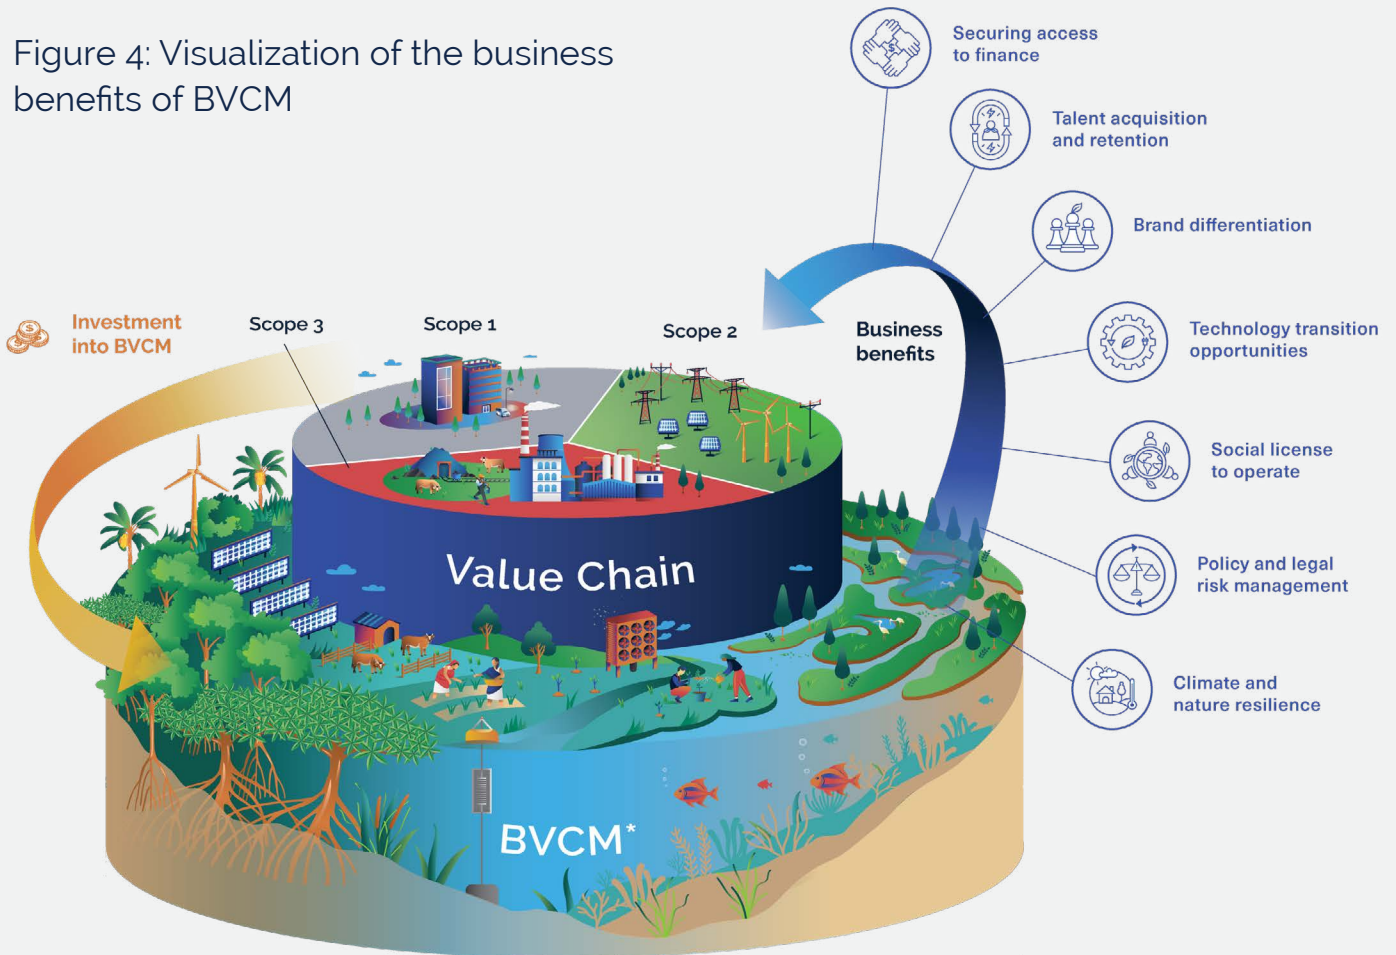 Figure 4: Visualization of the business
benefits of BVCM
Securing access
to finance
Talent acquisition
and retention
Brand differentiation
Investment
into BVCM
Scope 3
Scope 1
Scope 2
Business
benefits
Technology transition
opportunities
Social license
to operate
Value Chain
Policy and legal
risk management
Climate and
nature resilience
BVCM*